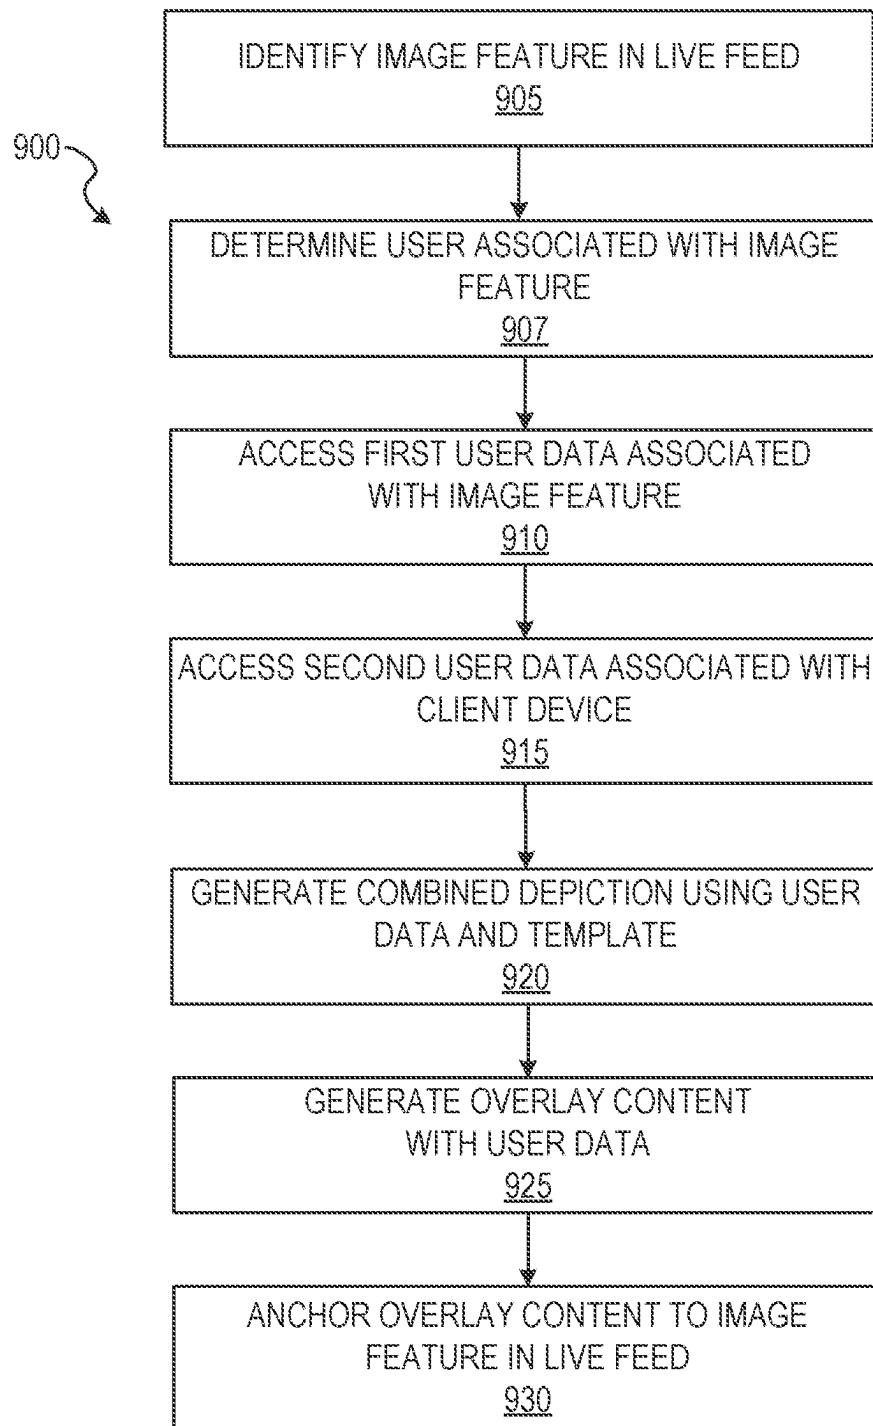 IDENTIFY IMAGE FEATURE IN LIVE FEED
905
900
DETERMINE USER ASSOCIATED WITH IMAGE
FEATURE
907
ACCESS FIRST USER DATA ASSOCIATED
WITH IMAGE FEATURE
910
ACCESS SECOND USER DATA ASSOCIATED WITH
CLIENT DEVICE
915
GENERATE COMBINED DEPICTION USING USER
DATA AND TEMPLATE
920
GENERATE OVERLAY CONTENT
WITH USER DATA
925
ANCHOR OVERLAY CONTENT TO IMAGE
FEATURE IN LIVE FEED
930